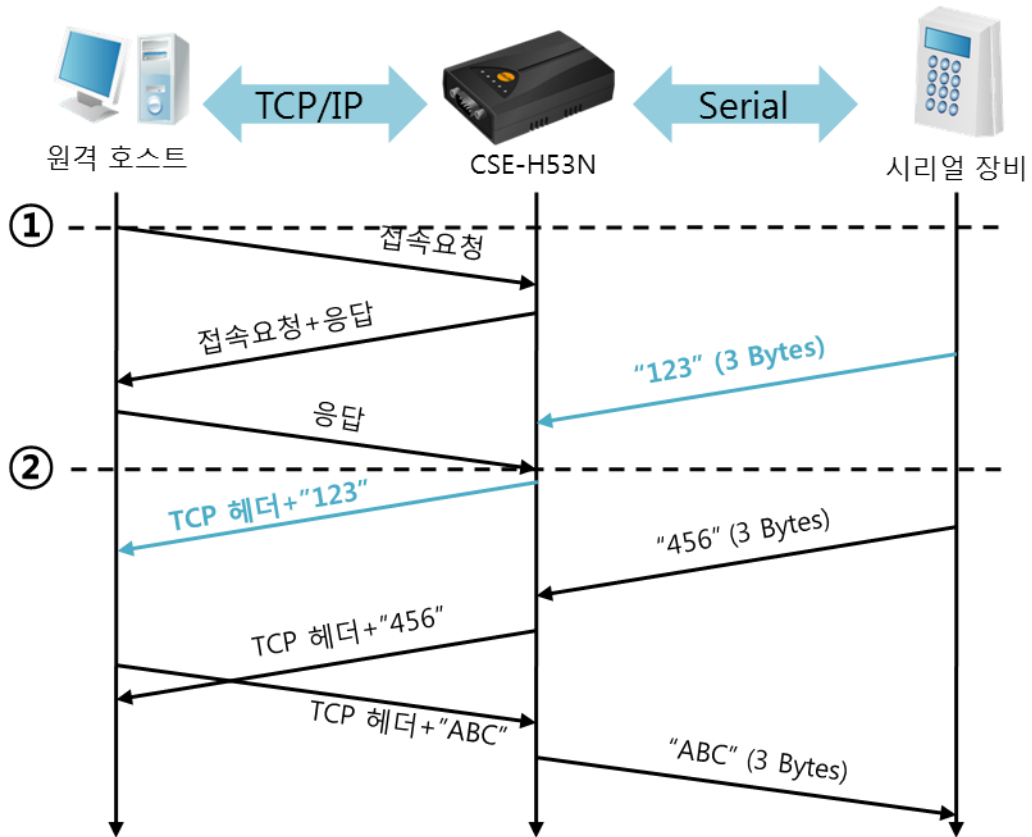 TCP/IP
Serial
원격 호스트
CSE-H53N
시리얼 장비
①
접속요청
접속요청+응답
“123” (3 Bytes)
응답
②
TCP 헤더+”123”
“456” (3 Bytes)
TCP 헤더+”456”
TCP 헤더+”ABC”
“ABC” (3 Bytes)